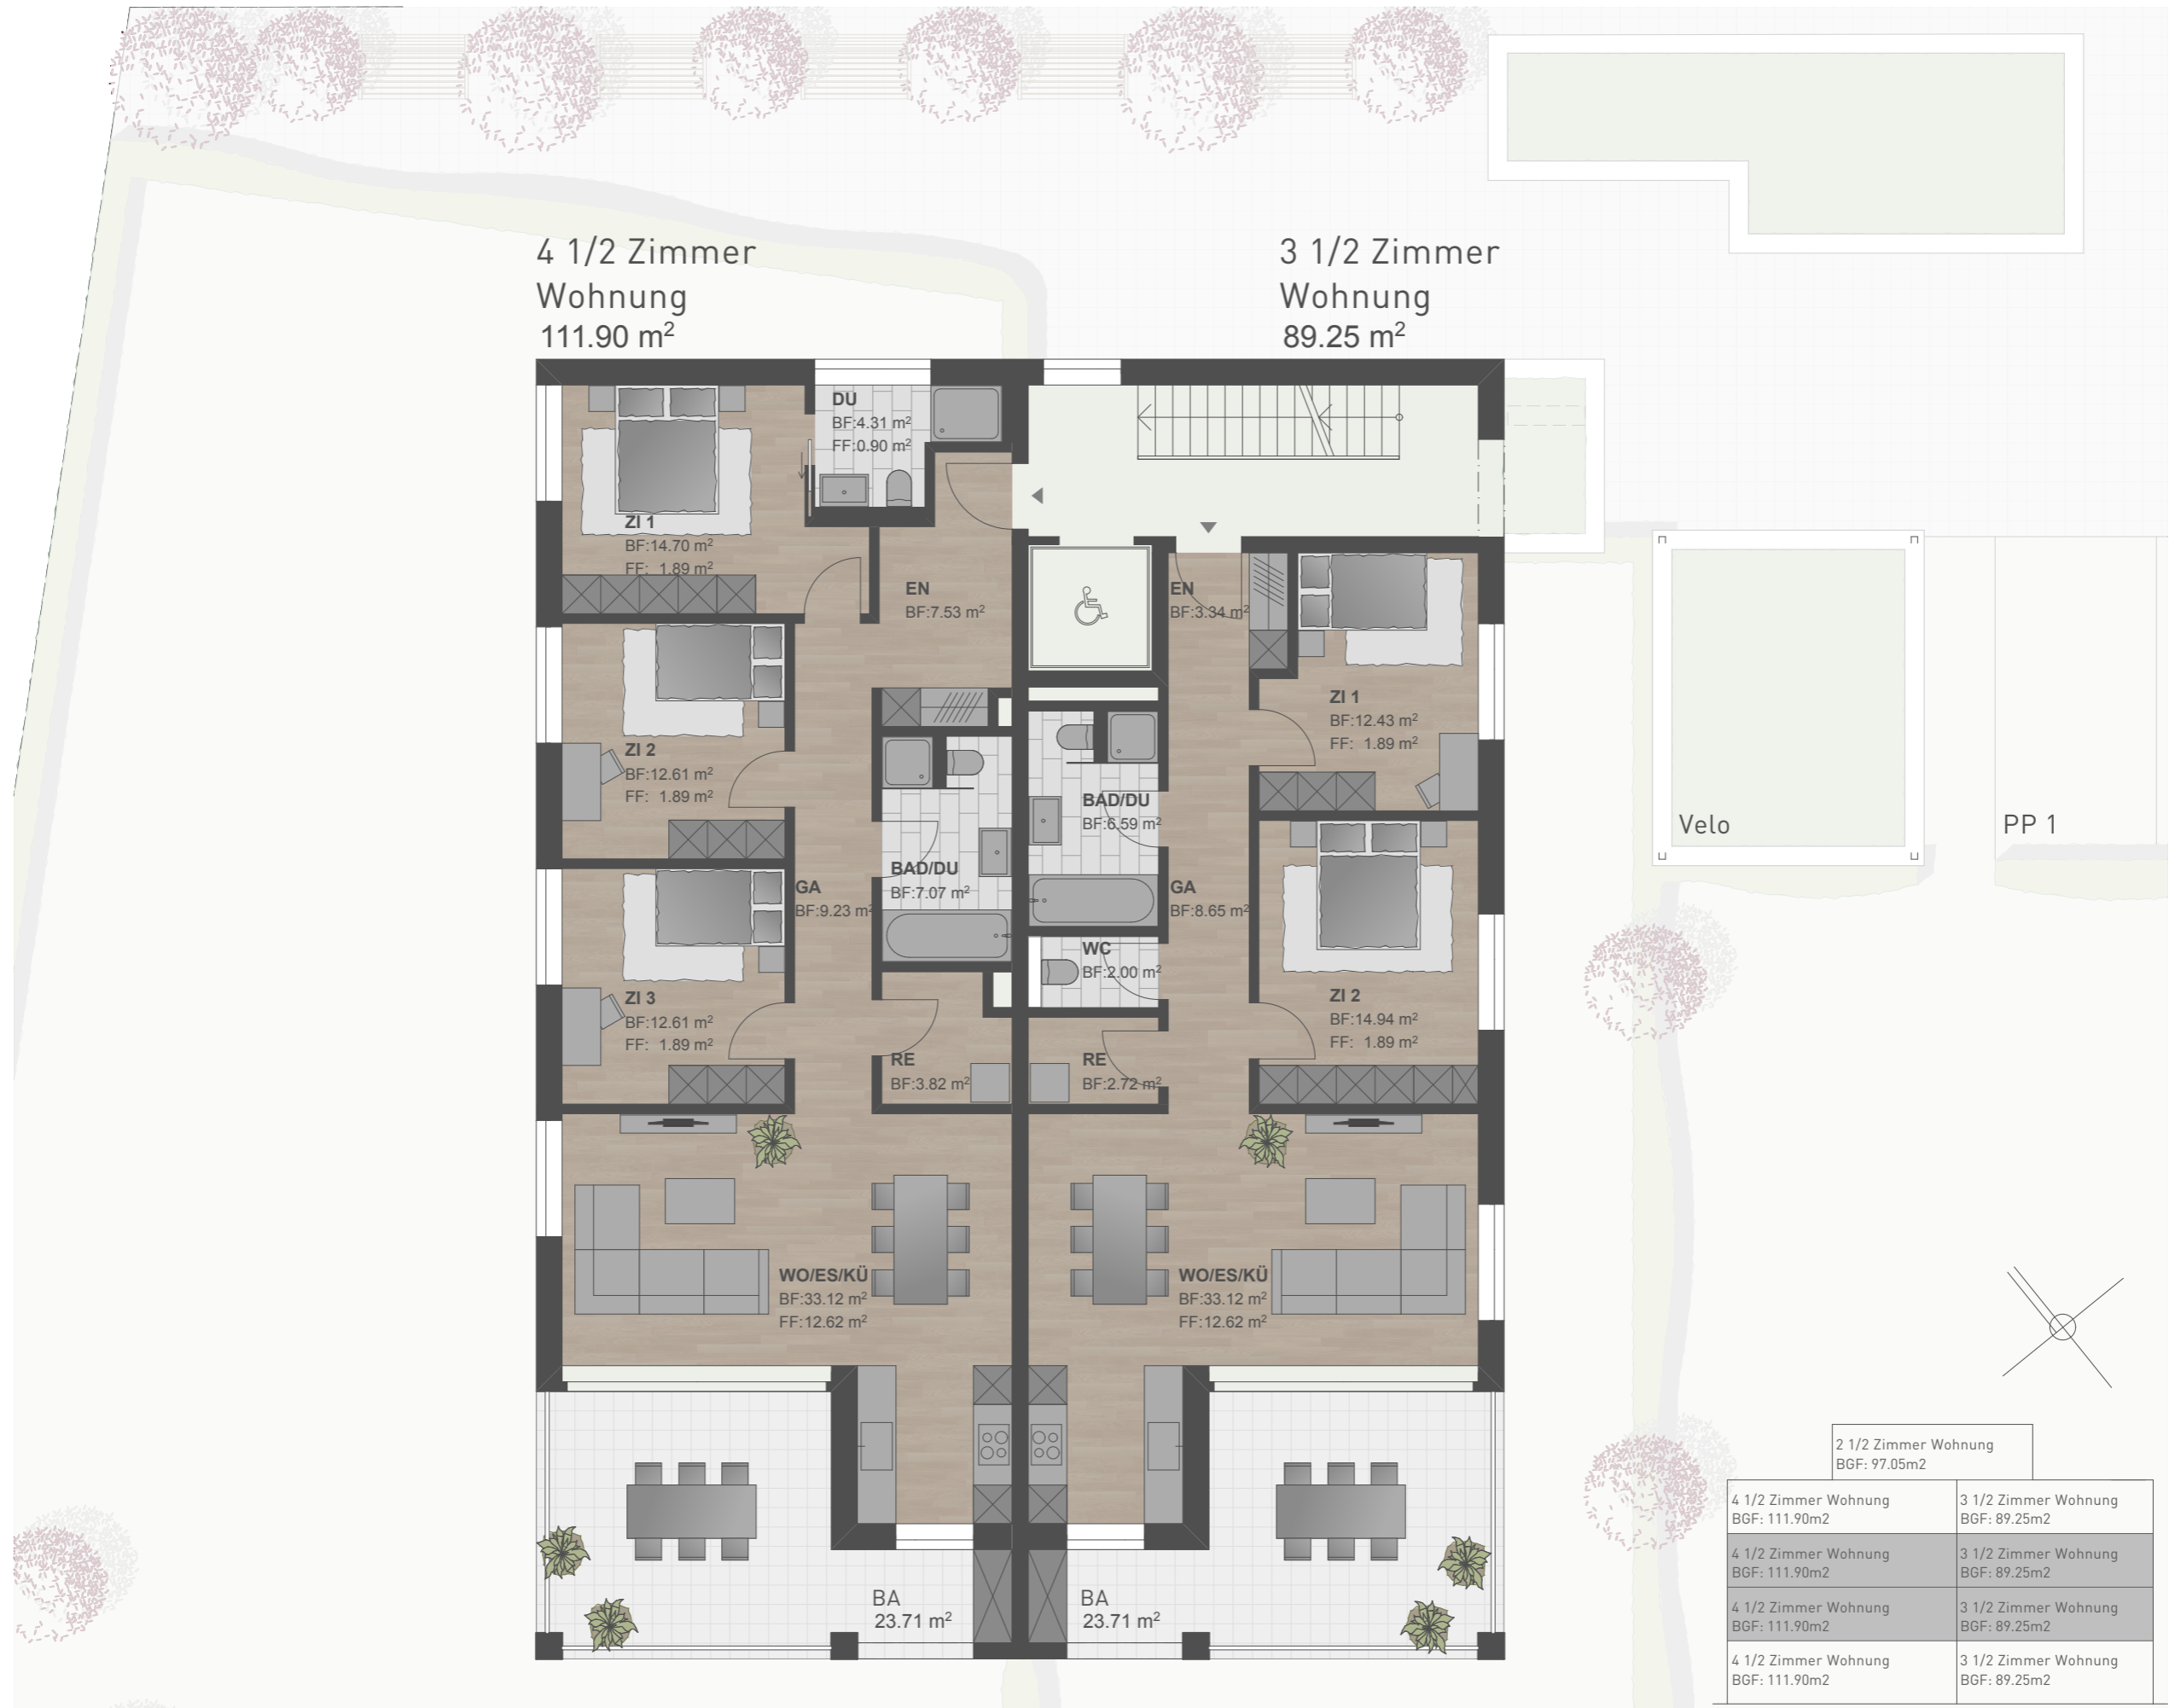 4 1/2 Zimmer
Wohnung
111.90 m²
3 1/2 Zimmer
Wohnung
89.25 m²
DU
BF:4.31 m²
FF:0.90 m²
ZI 1
BF:14.70 m²
FF: 1.89 m²
EN
BF:7.53 m²
EN
BF:3.34 m²
ZI 1
BF:12.43 m²
FF: 1.89 m²
ZI 2
BF:12.61 m²
FF: 1.89 m²
BAD/DU
BF:6.59 m²
Velo
PP 1
BAD/DU
BF:7.07 m²
GA
BF:9.23 m²
GA
BF:8.65 m²
WC
BF:2.00 m²
ZI 3
BF:12.61 m²
FF: 1.89 m²
ZI 2
BF:14.94 m²
FF: 1.89 m²
RE
BF:3.82 m²
RE
BF:2.72 m²
WO/ES/KÜ
BF:33.12 m²
FF:12.62 m²
WO/ES/KÜ
BF:33.12 m²
FF:12.62 m²
BA
23.71 m²
BA
23.71 m²
2 1/2 Zimmer Wohnung
BGF: 97.05m2
4 1/2 Zimmer Wohnung
BGF: 111.90m2
3 1/2 Zimmer Wohnung
BGF: 89.25m2
4 1/2 Zimmer Wohnung
BGF: 111.90m2
3 1/2 Zimmer Wohnung
BGF: 89.25m2
4 1/2 Zimmer Wohnung
BGF: 111.90m2
3 1/2 Zimmer Wohnung
BGF: 89.25m2
4 1/2 Zimmer Wohnung
BGF: 111.90m2
3 1/2 Zimmer Wohnung
BGF: 89.25m2